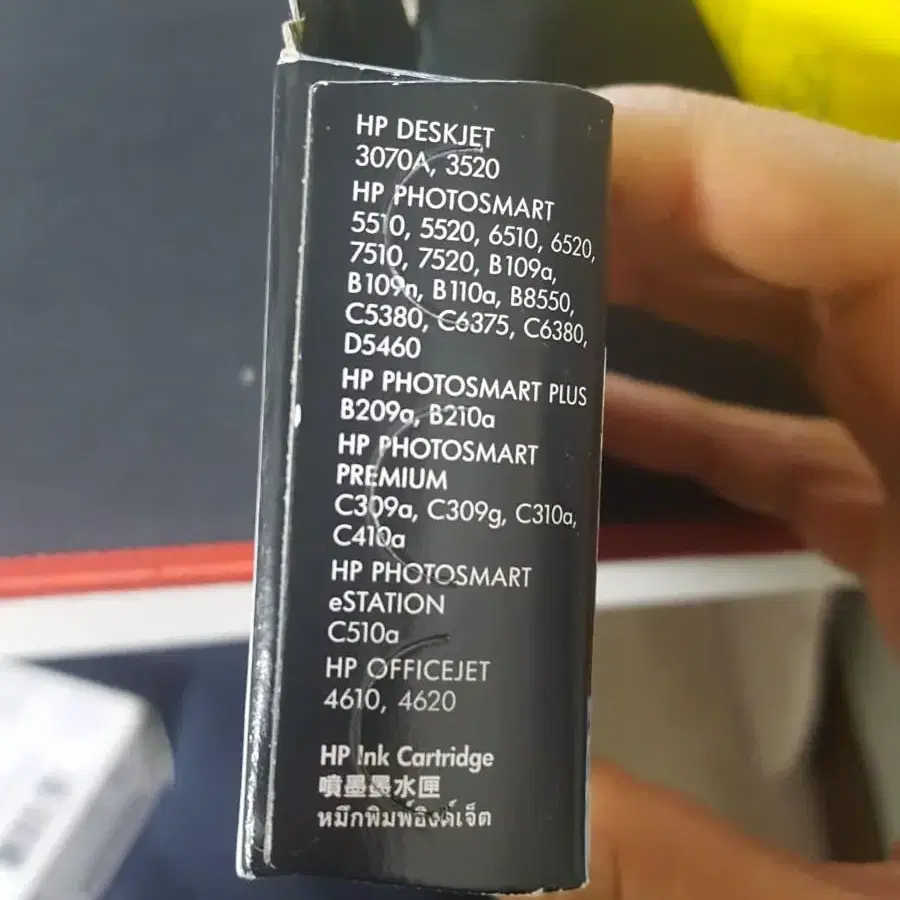 HP DESKJET
3070A, 3520
HP PHOTOSMART
5510, 5520, 6510, 6520,
7510, 7520, B109a,
B109n, B110a, B8550,
C5380, C6375, C6380,
D5460
HP PHOTOSMART PLUS
B209a, B210a
HP PHOTOSMART
PREMIUM
C309a, C309g, C310a,
C410a
HP PHOTOSMART
eSTATION
C510a
HP OFFICEJET
4610, 4620
HP Ink Cartridge
噴墨墨水匣
หมึกพิมพ์อิงค์เจ็ต